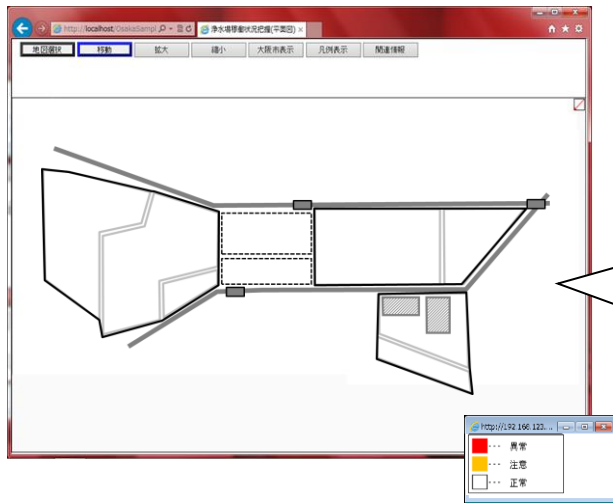 http://localhost/OsakaSampl
浄水場稼働状況把握(平面図)
地図選択 移動 拡大 縮小 大阪市表示 凡例表示 関連情報
http://192.168.123....
・・・ 異常
・・・ 注意
・・・ 正常